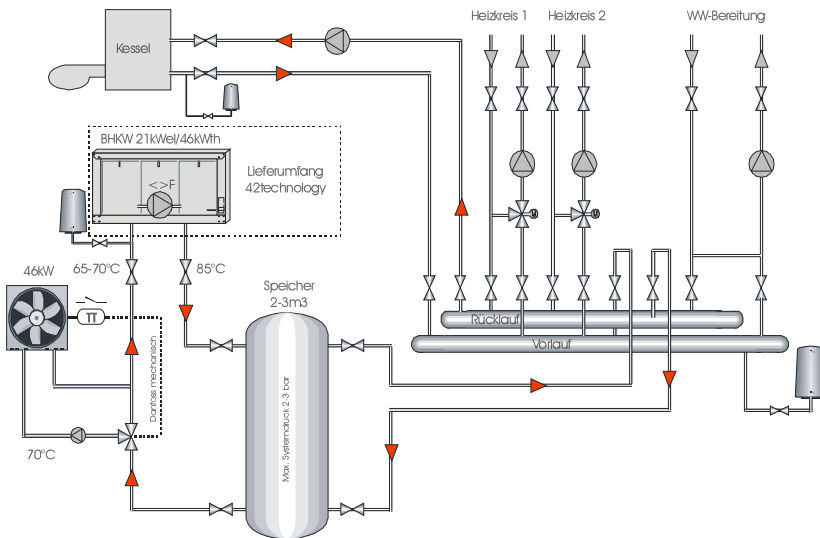 Heizkreis 1
Heizkreis 2
WW-Bereitung
Kessel
BHKW 21kWel/46kWth
Lieferumfang
42technology
<>F
65-70°C
85°C
46kW
TT
Speicher
2-3m3
Danfoss mechanisch
Max. Systemdruck 2-3 bar
Rücklauf
Vorlauf
70°C
M
M